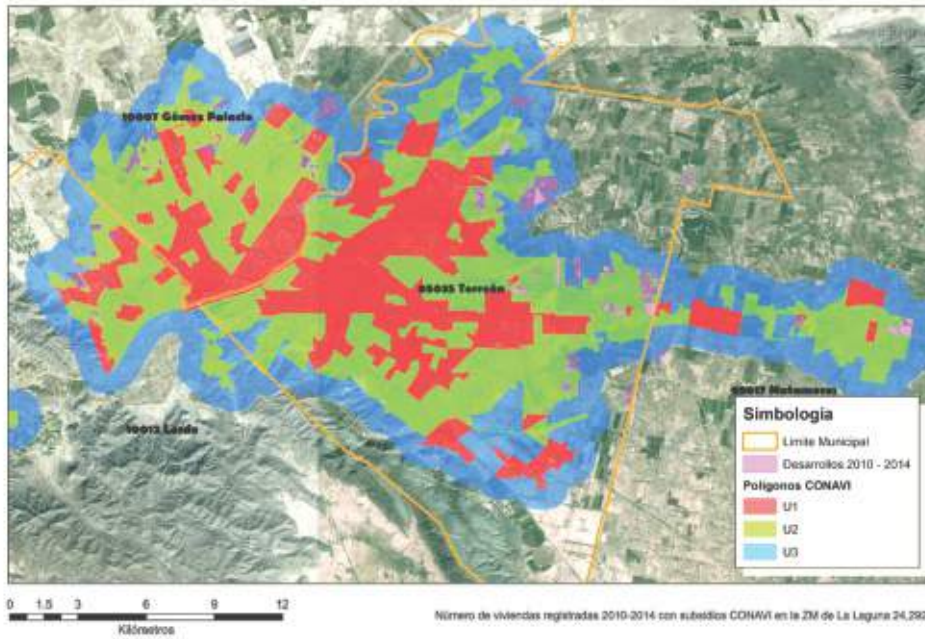 10007 Gómez Palacio
05035 Torreón
05017 Matamoros
10012 Lerdo
Simbología
Límite Municipal
Desarrollos 2010 - 2014
Polígonos CONAVI
U1
U2
U3
0 1.5 3 6 9 12
Kilómetros
Número de viviendas registradas 2010-2014 con subsidios CONAVI en la ZM de La Laguna 24,292